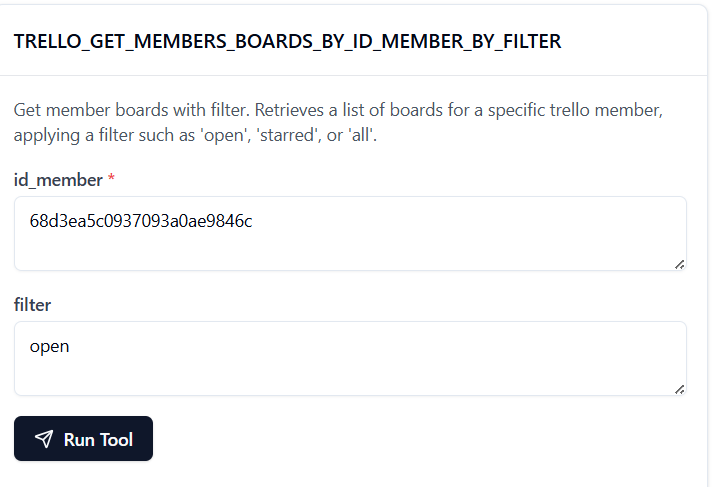 TRELLO_GET_MEMBERS_BOARDS_BY_ID_MEMBER_BY_FILTER
Get member boards with filter. Retrieves a list of boards for a specific trello member,
applying a filter such as 'open', 'starred', or 'all'.
id_member *
68d3ea5c0937093a0ae9846c
filter
open
Run Tool